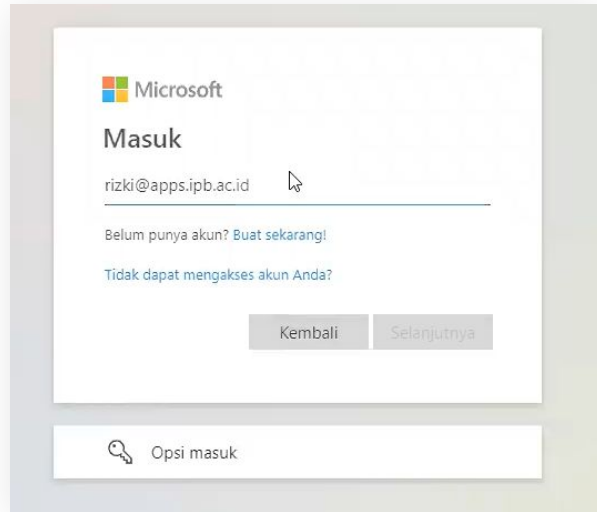 Microsoft
Masuk
rizki@apps.ipb.ac.id
Belum punya akun? Buat sekarang!
Tidak dapat mengakses akun Anda?
Kembali Selanjutnya
Opsi masuk